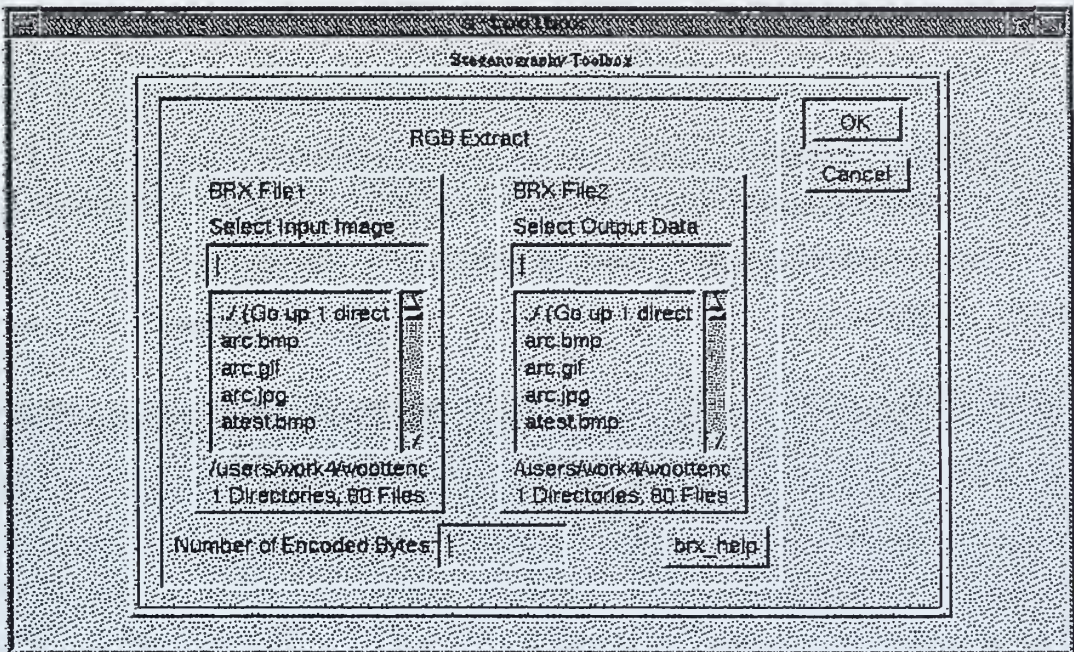 s-toolbox
Steganography Toolbox
RGB Extract
OK
Cancel
BRX File1
Select Input Image
./ (Go up 1 direct
arc.bmp
arc.gif
arc.jpg
atest.bmp
/users/work4/woottenc
1 Directories, 80 Files
BRX File2
Select Output Data
./ (Go up 1 direct
arc.bmp
arc.gif
arc.jpg
atest.bmp
/users/work4/woottenc
1 Directories, 80 Files
Number of Encoded Bytes
brx_help